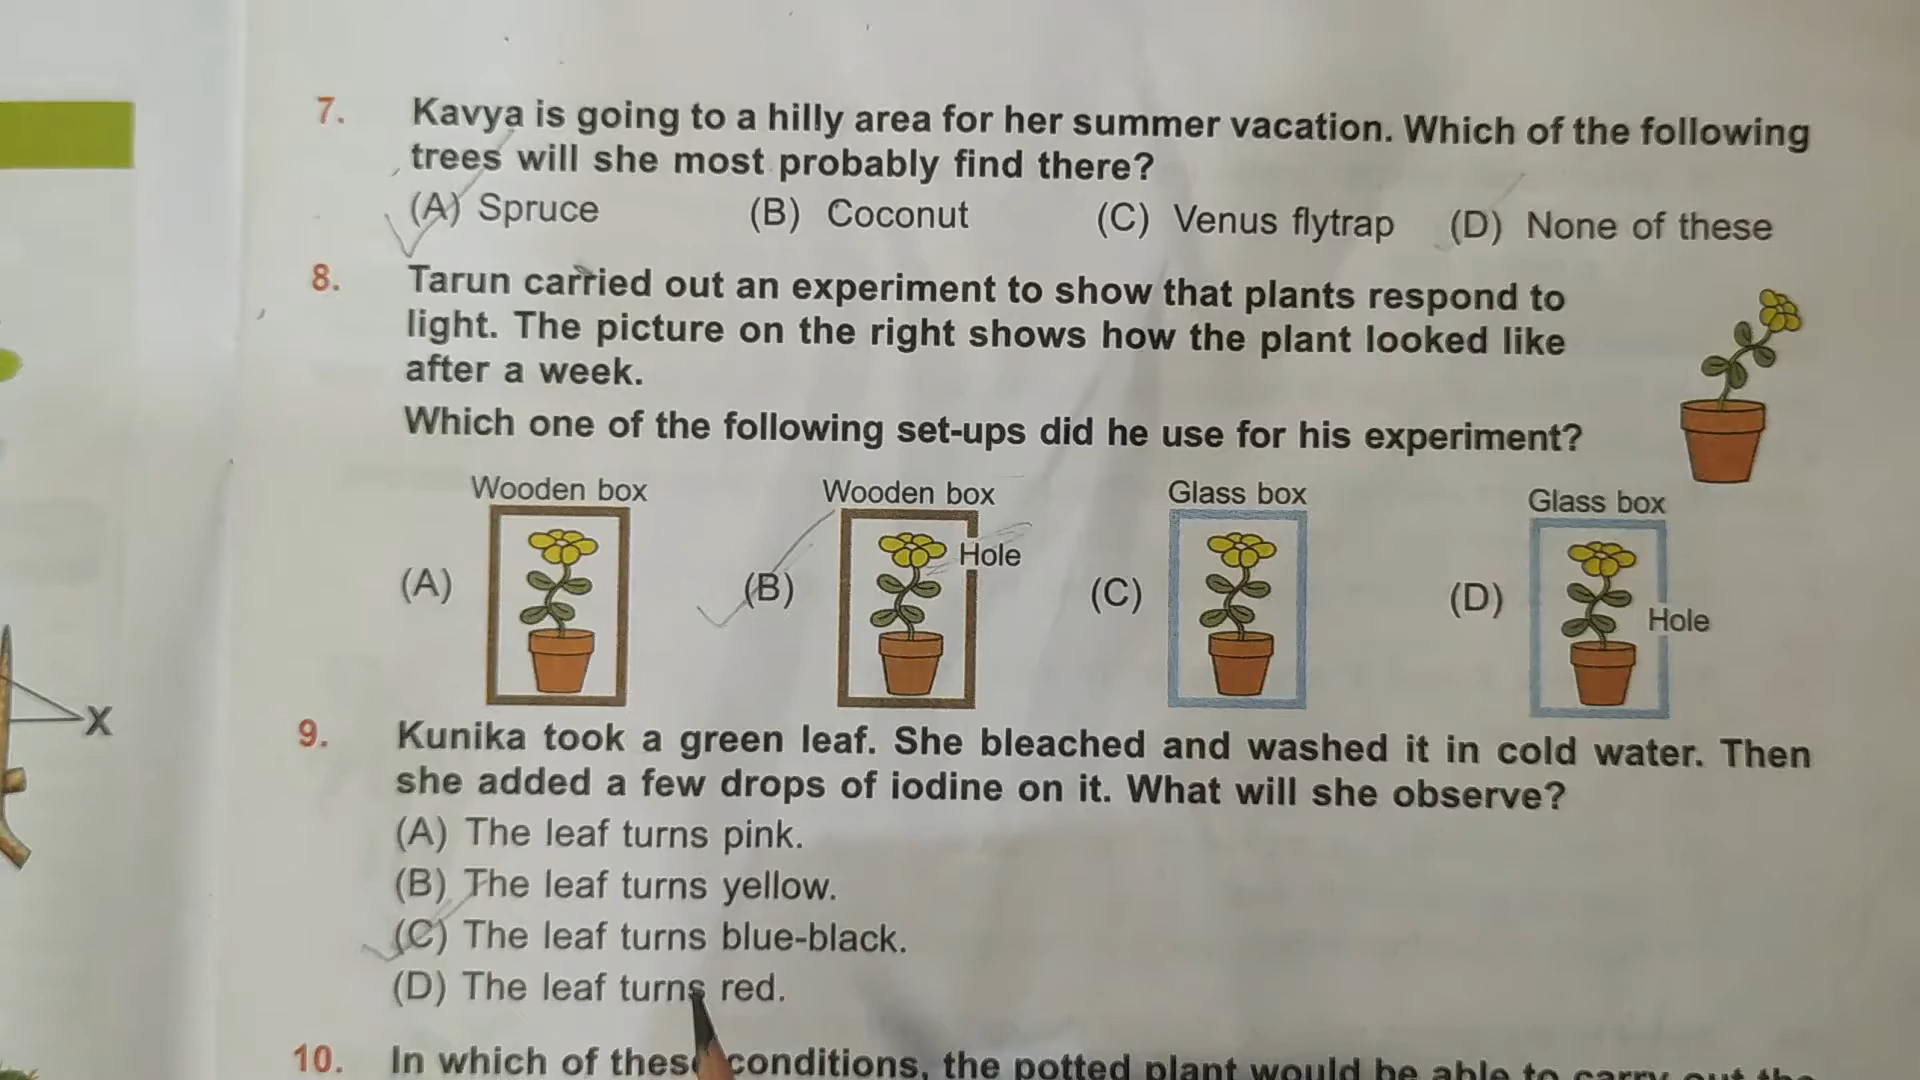 7. Kavya is going to a hilly area for her summer vacation. Which of the following
trees will she most probably find there?
(A) Spruce (B) Coconut (C) Venus flytrap (D) None of these
8. Tarun carried out an experiment to show that plants respond to
light. The picture on the right shows how the plant looked like
after a week.
Which one of the following set-ups did he use for his experiment?
Wooden box Wooden box Glass box Glass box
(A) (B) Hole (C) (D) Hole
X
9. Kunika took a green leaf. She bleached and washed it in cold water. Then
she added a few drops of iodine on it. What will she observe?
(A) The leaf turns pink.
(B) The leaf turns yellow.
(C) The leaf turns blue-black.
(D) The leaf turns red.
10. In which of these conditions, the potted plant would be able to carry out the